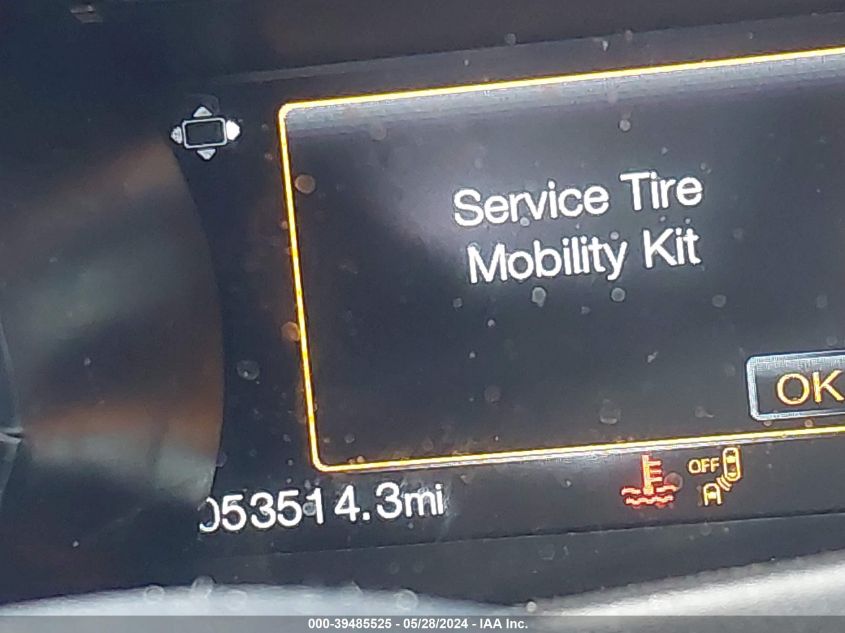 Service Tire
Mobility Kit
OK
053514.3mi
OFF
A
000-39485525 - 05/28/2024 - IAA Inc.